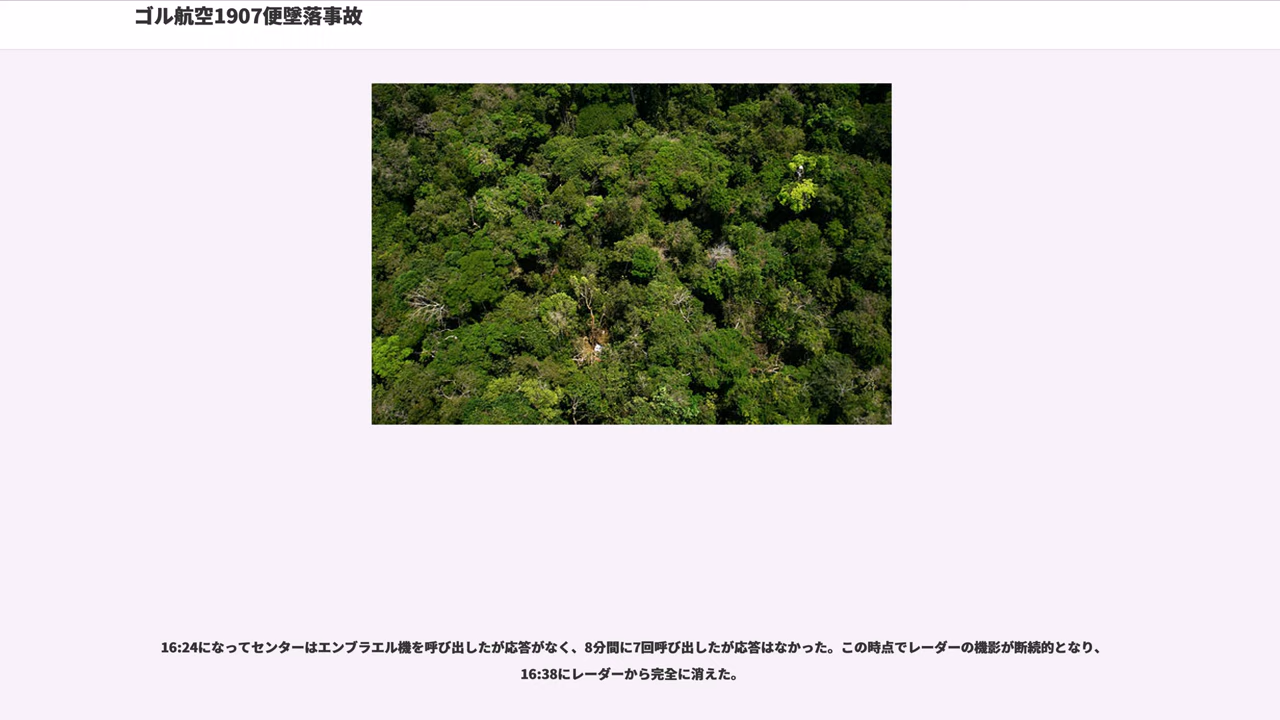 ゴル航空1907便墜落事故
16:24になってセンターはエンブラエル機を呼び出したが応答がなく、8分間に7回呼び出したが応答はなかった。この時点でレーダーの機影が断続的となり、
16:38にレーダーから完全に消えた。